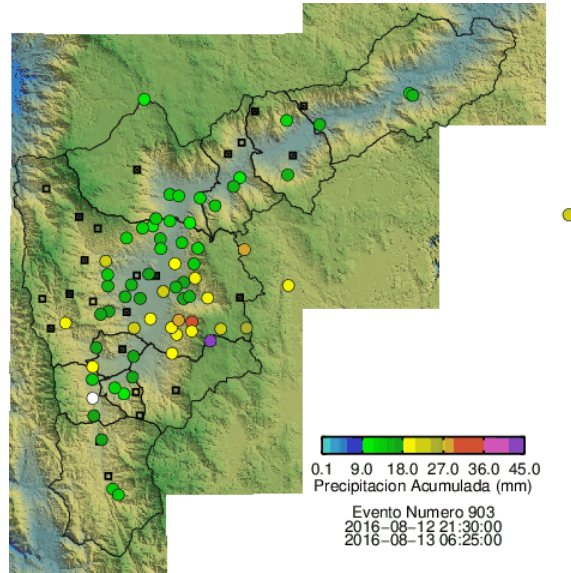 0.1 9.0 18.0 27.0 36.0 45.0
Precipitacion Acumulada (mm)
Evento Numero 903
2016−08−12 21:30:00
2016−08−13 06:25:00